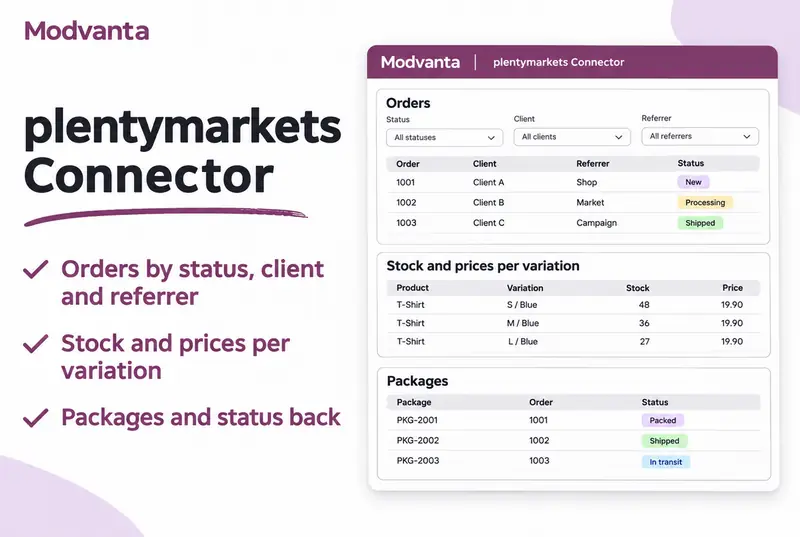 Modvanta
plentymarkets
Connector
Orders by status, client
and referrer
Stock and prices per
variation
Packages and status back
Modvanta | plentymarkets Connector
Orders
Status Client Referrer
All statuses All clients All referrers
Order Client Referrer Status
1001 Client A Shop New
1002 Client B Market Processing
1003 Client C Campaign Shipped
Stock and prices per variation
Product Variation Stock Price
T-Shirt S / Blue 48 19.90
T-Shirt M / Blue 36 19.90
T-Shirt L / Blue 27 19.90
Packages
Package Order Status
PKG-2001 1001 Packed
PKG-2002 1002 Shipped
PKG-2003 1003 In transit